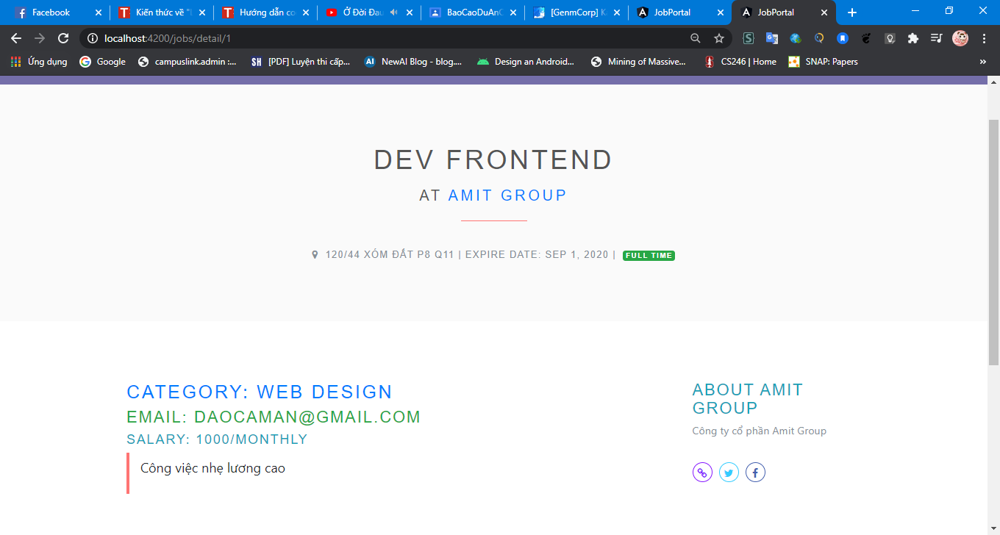 Facebook
Kiến thức về "
Hướng dẫn co
Ở Đời Đau
BaoCaoDuAnC
[GenmCorp] K
JobPortal
JobPortal
localhost:4200/jobs/detail/1
Ứng dụng
Google
campuslink.admin :...
SH
[PDF] Luyện thi cấp...
AI
NewAI Blog - blog....
Design an Android...
Mining of Massive...
CS246 | Home
SNAP: Papers
»
DEV FRONTEND
AT AMIT GROUP
120/44 XÓM ĐẤT P8 Q11 | EXPIRE DATE: SEP 1, 2020 | FULL TIME
CATEGORY: WEB DESIGN
EMAIL: DAOCAMAN@GMAIL.COM
SALARY: 1000/MONTHLY
Công việc nhẹ lương cao
ABOUT AMIT
GROUP
Công ty cổ phần Amit Group